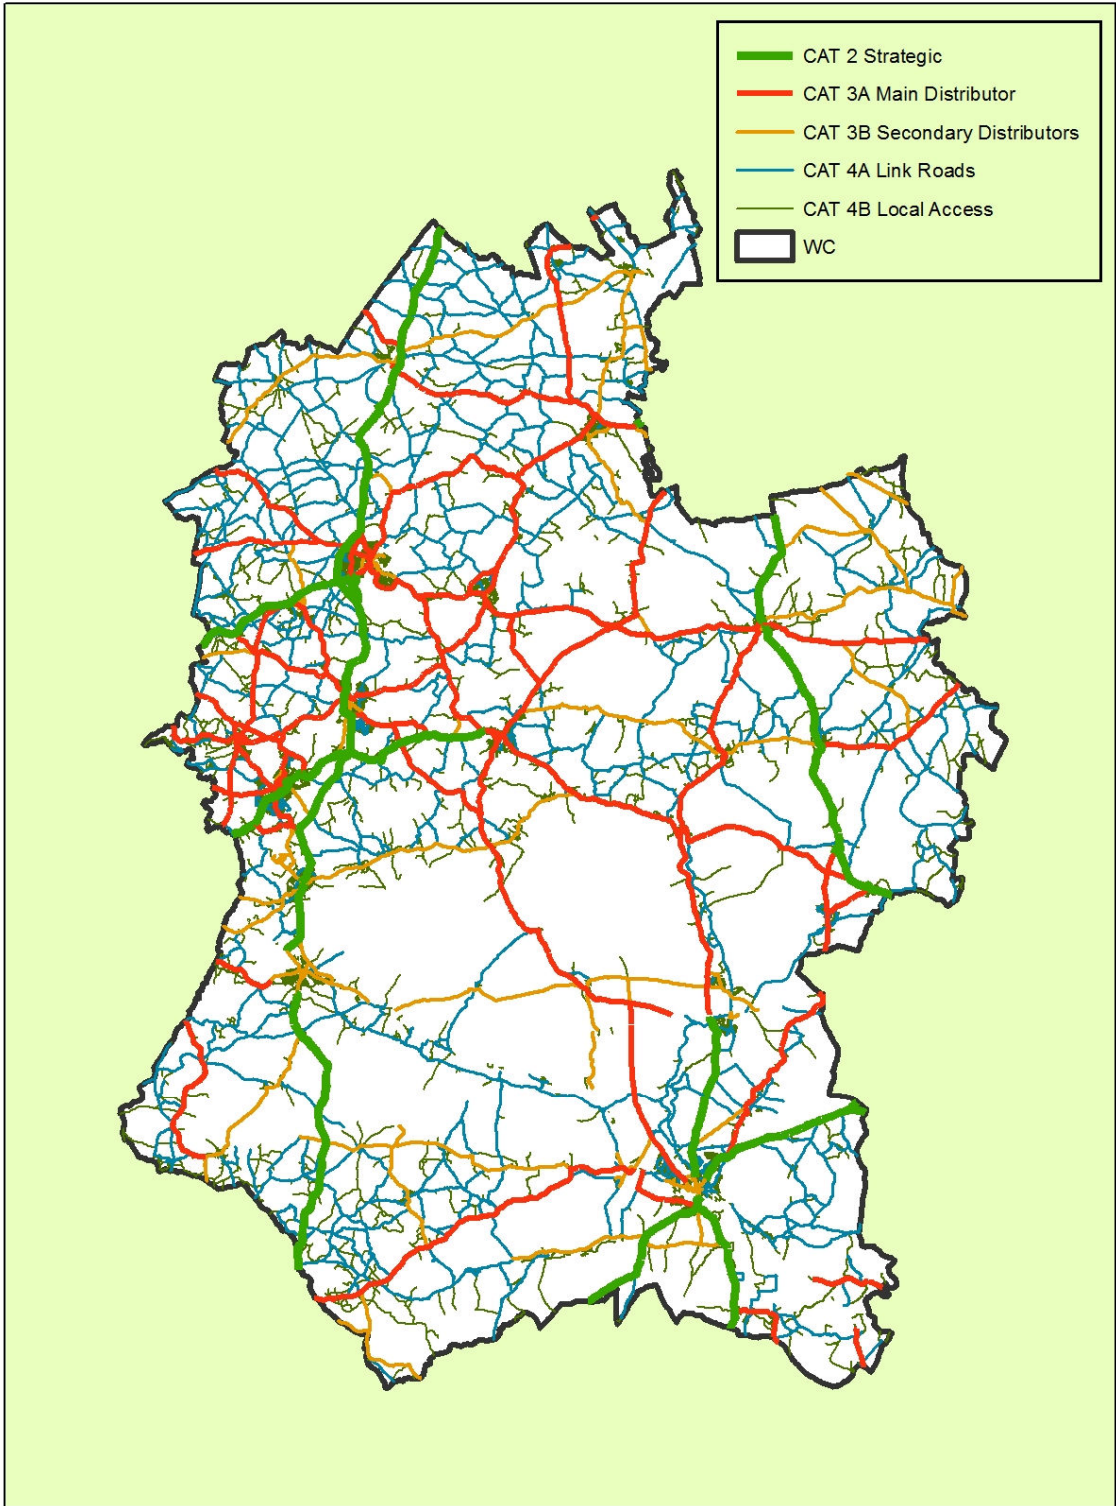 CAT 2 Strategic
CAT 3A Main Distributor
CAT 3B Secondary Distributors
CAT 4A Link Roads
CAT 4B Local Access
WC